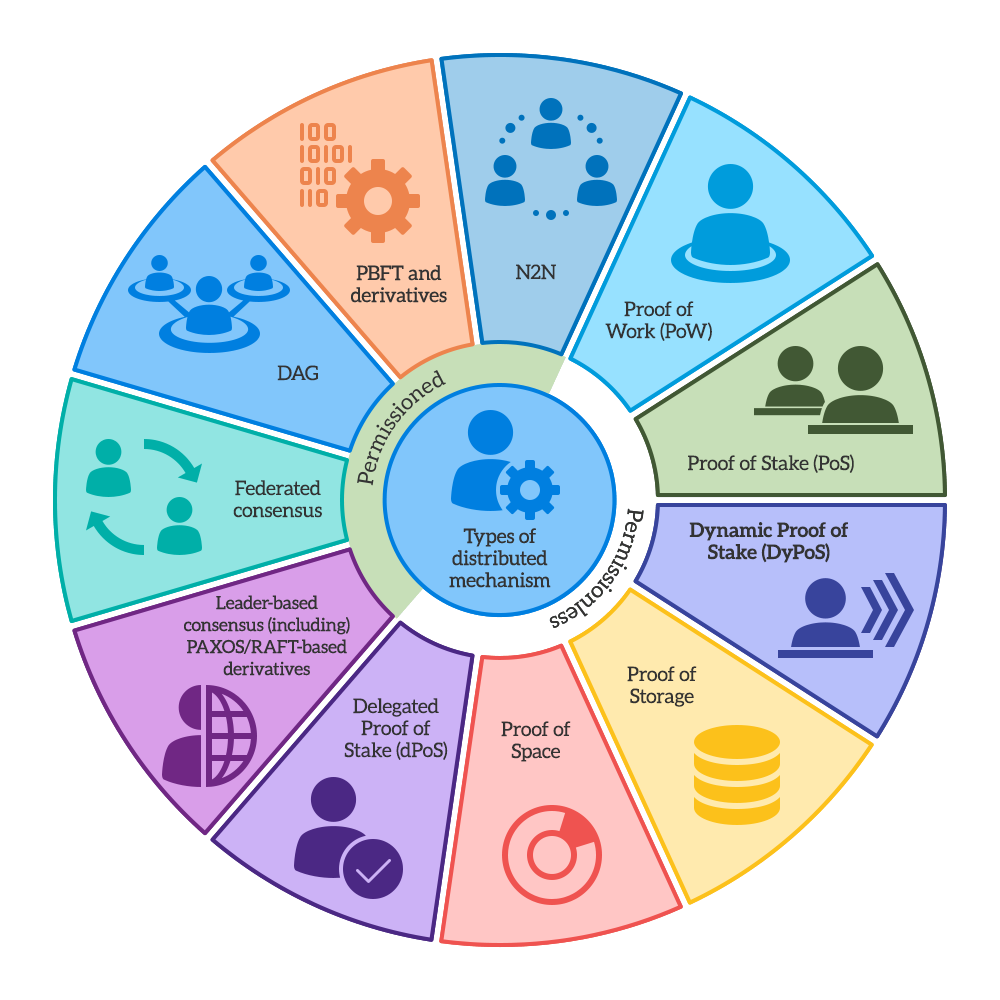 100
10101
010
110
PBFT and
derivatives
N2N
Proof of
Work (PoW)
Proof of Stake (PoS)
Dynamic Proof of
Stake (DyPoS)
Proof of
Storage
Proof of
Space
Delegated
Proof of
Stake (dPoS)
Leader-based
consensus (including)
PAXOS/RAFT-based
derivatives
Federated
consensus
DAG
Permissioned
Permissionless
Types of
distributed
mechanism